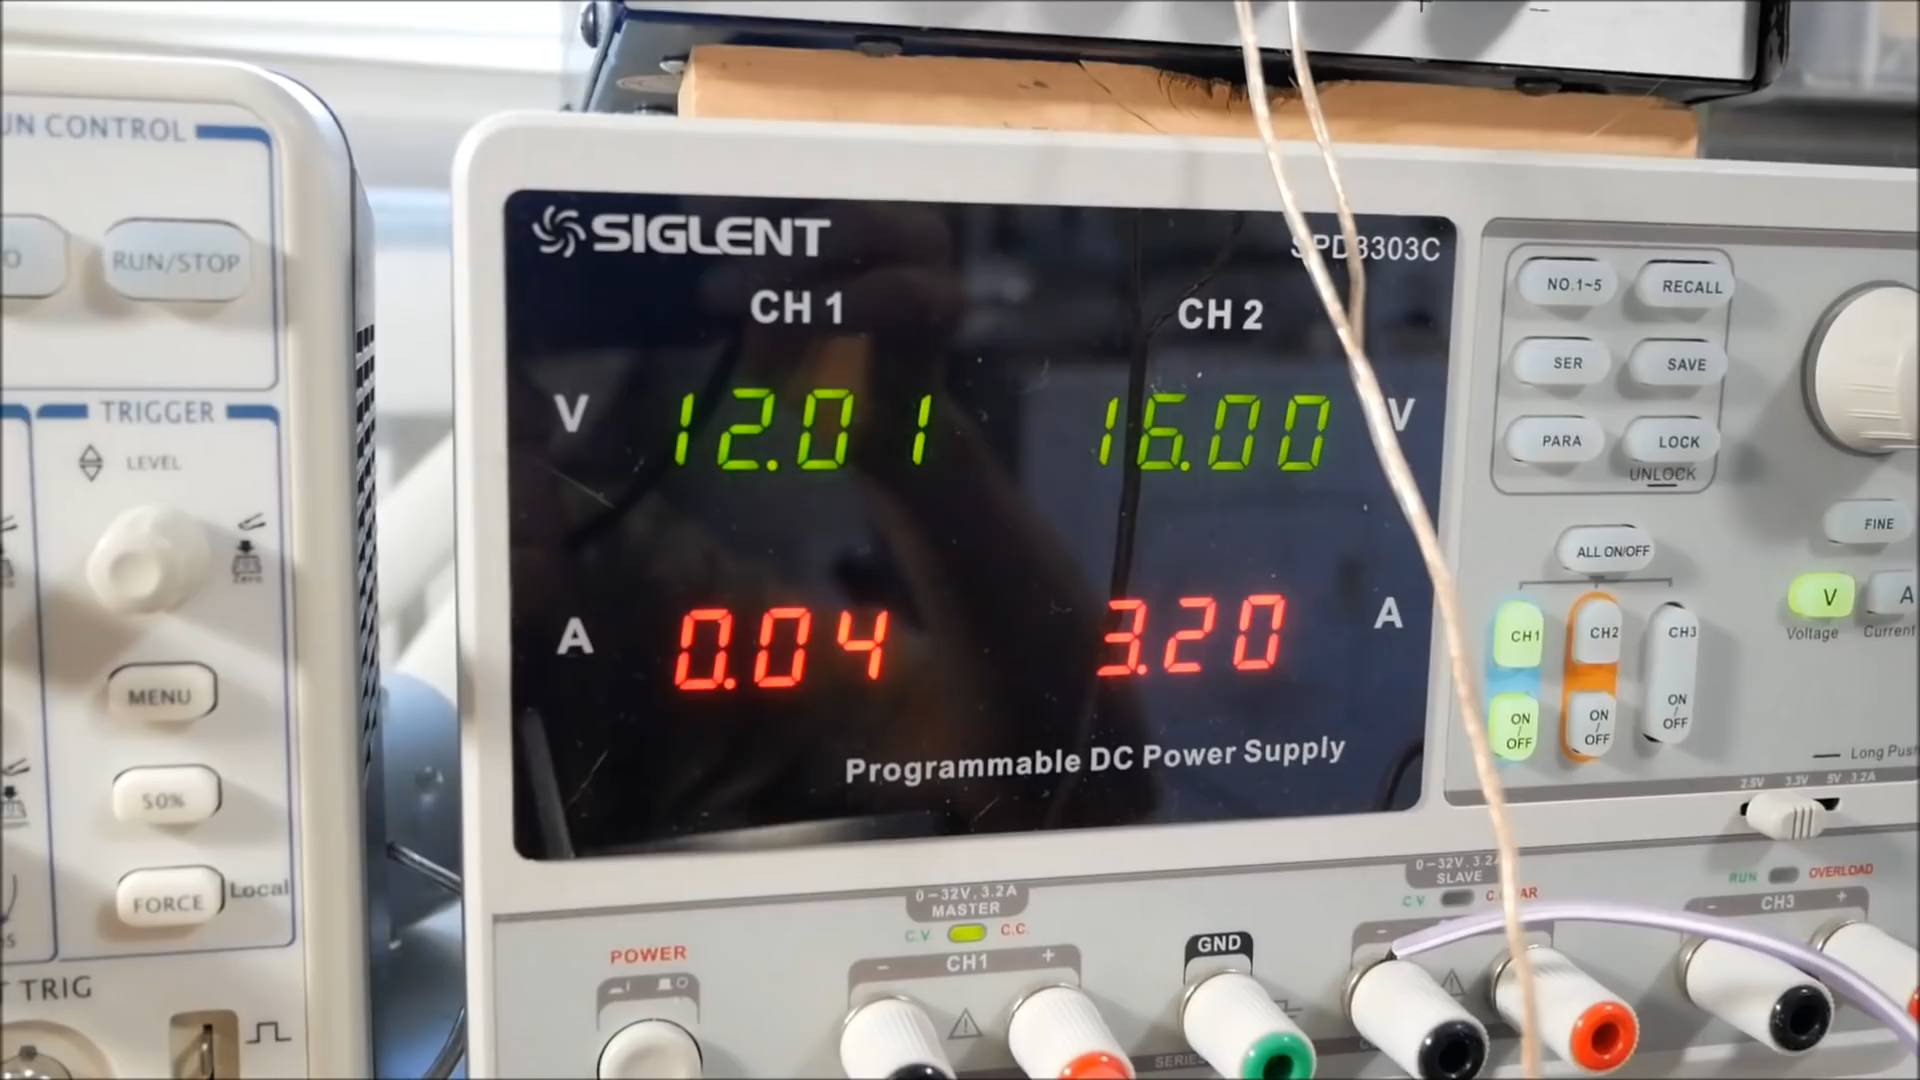 UN CONTROL
RUN/STOP
TRIGGER
LEVEL
Zero
MENU
50%
FORCE
Local
TRIG
SIGLENT
SPD3303C
CH 1
CH 2
V
12.01
16.00
V
A
0.04
3.20
A
Programmable DC Power Supply
NO.1~5
RECALL
SER
SAVE
PARA
LOCK
UNLOCK
FINE
ALL ON/OFF
V
A
Voltage
Current
CH1
CH2
CH3
ON/OFF
ON/OFF
ON/OFF
Long Push
2.5V 3.3V 5V 3.2A
0-32V, 3.2A
MASTER
C.V.
C.C.
0-32V, 3.2A
SLAVE
C.V.
RUN
OVERLOAD
POWER
- CH1 +
GND
-
- CH3 +
SERIES